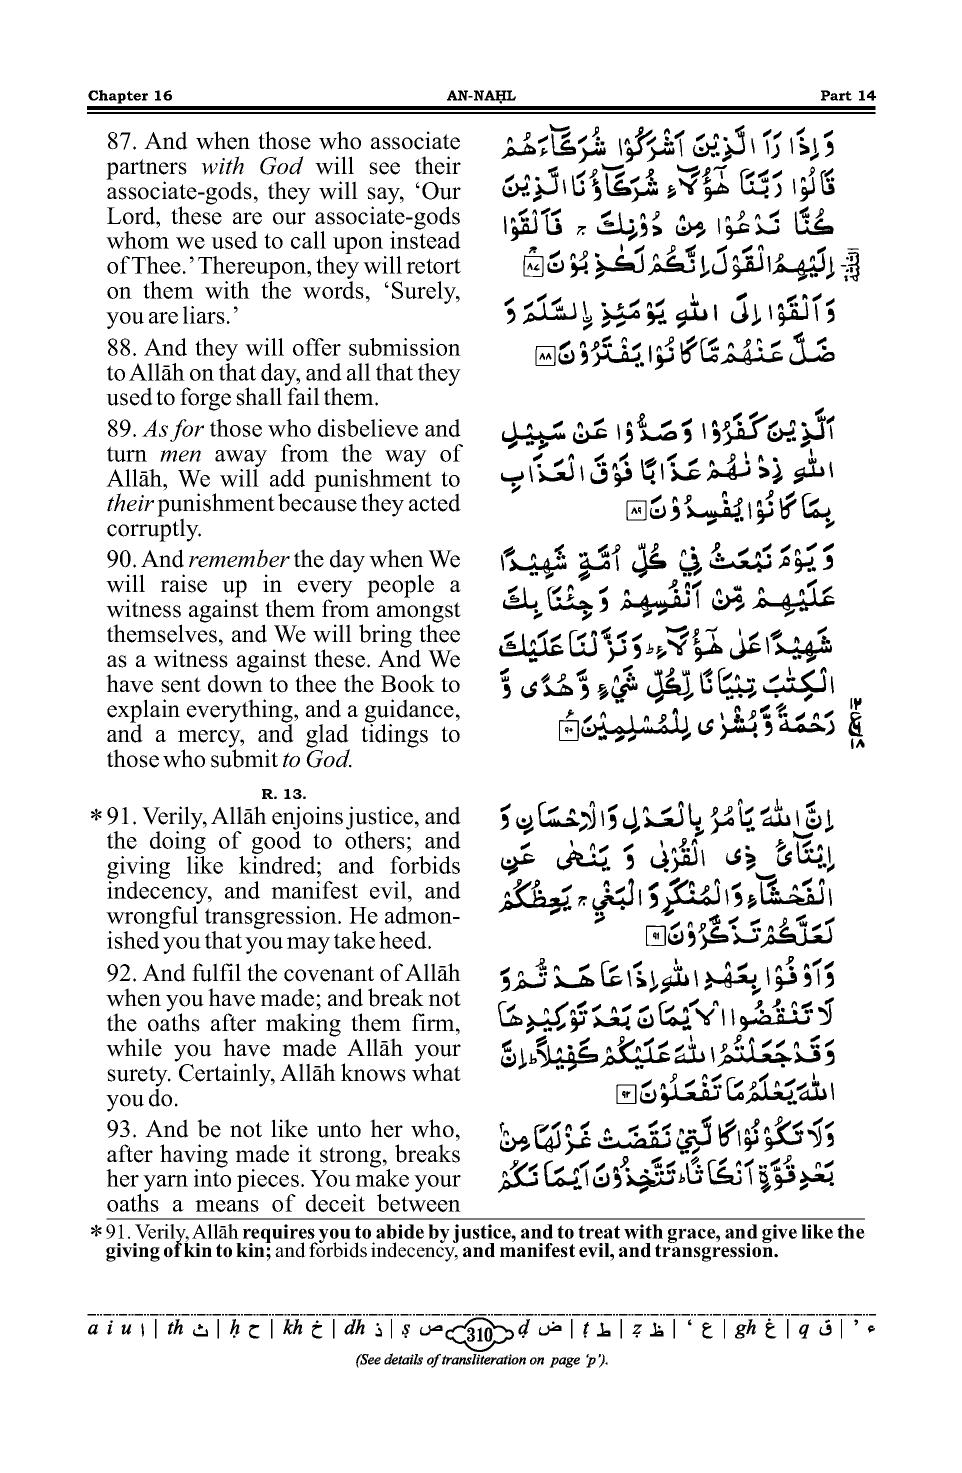 Chapter 16 AN-NAḤL Part 14
87. And when those who associate
partners with God will see their
associate-gods, they will say, ‘Our
Lord, these are our associate-gods
whom we used to call upon instead
of Thee.’ Thereupon, they will retort
on them with the words, ‘Surely,
you are liars.’
88. And they will offer submission
to Allāh on that day, and all that they
used to forge shall fail them.
89. As for those who disbelieve and
turn men away from the way of
Allāh, We will add punishment to
their punishment because they acted
corruptly.
90. And remember the day when We
will raise up in every people a
witness against them from amongst
themselves, and We will bring thee
as a witness against these. And We
have sent down to thee the Book to
explain everything, and a guidance,
and a mercy, and glad tidings to
those who submit to God.
R. 13.
*91. Verily, Allāh enjoins justice, and
the doing of good to others; and
giving like kindred; and forbids
indecency, and manifest evil, and
wrongful transgression. He admon-
ished you that you may take heed.
92. And fulfil the covenant of Allāh
when you have made; and break not
the oaths after making them firm,
while you have made Allāh your
surety. Certainly, Allāh knows what
you do.
93. And be not like unto her who,
after having made it strong, breaks
her yarn into pieces. You make your
oaths a means of deceit between
وَ اِذَا رَاَ الَّذِيْنَ اَشْرَكُوْا شُرَكَآءَهُمْ
قَالُوْا رَبَّنَا هٰۤؤُلَآءِ شُرَكَآؤُنَا الَّذِيْنَ
كُنَّا نَدْعُوْا مِنْ دُوْنِكَ ۚ فَاَلْقَوْا
اِلَيْهِمُ الْقَوْلَ اِنَّكُمْ لَكٰذِبُوْنَ ۝۸۷
وَ اَلْقَوْا اِلَى اللّٰهِ يَوْمَئِذِ ِالسَّلَمَ وَ
ضَلَّ عَنْهُمْ مَّا كَانُوْا يَفْتَرُوْنَ ۝۸۸
اَلَّذِيْنَ كَفَرُوْا وَ صَدُّوْا عَنْ سَبِيْلِ
اللّٰهِ زِدْنٰهُمْ عَذَابًا فَوْقَ الْعَذَابِ
بِمَا كَانُوْا يُفْسِدُوْنَ ۝۸۹
وَ يَوْمَ نَبْعَثُ فِيْ كُلِّ اُمَّةٍ شَهِيْدًا
عَلَيْهِمْ مِّنْ اَنْفُسِهِمْ وَ جِئْنَا بِكَ
شَهِيْدًا عَلٰى هٰۤؤُلَآءِ ؕ وَ نَزَّلْنَا عَلَيْكَ
الْكِتٰبَ تِبْيَانًا لِّكُلِّ شَيْءٍ وَّ هُدًى وَّ
رَحْمَةً وَّ بُشْرٰى لِلْمُسْلِمِيْنَ ۝۹۰
اِنَّ اللّٰهَ يَاْمُرُ بِالْعَدْلِ وَ الْاِحْسَانِ وَ
اِيْتَآئِ ذِى الْقُرْبٰى وَ يَنْهٰى عَنِ
الْفَحْشَآءِ وَ الْمُنْكَرِ وَ الْبَغْيِ ۚ يَعِظُكُمْ
لَعَلَّكُمْ تَذَكَّرُوْنَ ۝۹۱
وَ اَوْفُوْا بِعَهْدِ اللّٰهِ اِذَا عَاهَدْتُّمْ وَ
لَا تَنْقُضُوا الْاَيْمَانَ بَعْدَ تَوْكِيْدِهَا
وَ قَدْ جَعَلْتُمُ اللّٰهَ عَلَيْكُمْ كَفِيْلًا ؕ اِنَّ
اللّٰهَ يَعْلَمُ مَا تَفْعَلُوْنَ ۝۹۲
وَ لَا تَكُوْنُوْا كَالَّتِيْ نَقَضَتْ غَزْلَهَا مِنْۢ
بَعْدِ قُوَّةٍ اَنْكَاثًا ؕ تَتَّخِذُوْنَ اَيْمَانَكُمْ
* 91. Verily, Allāh requires you to abide by justice, and to treat with grace, and give like the
giving of kin to kin; and forbids indecency, and manifest evil, and transgression.
a i u ا | th ث | ḥ ح | kh خ | dh ذ | ṣ ص 310 ḍ ض | ṭ ط | ẓ ظ | ‘ ع | gh غ | q ق | ’ ء
(See details of transliteration on page ‘p’).